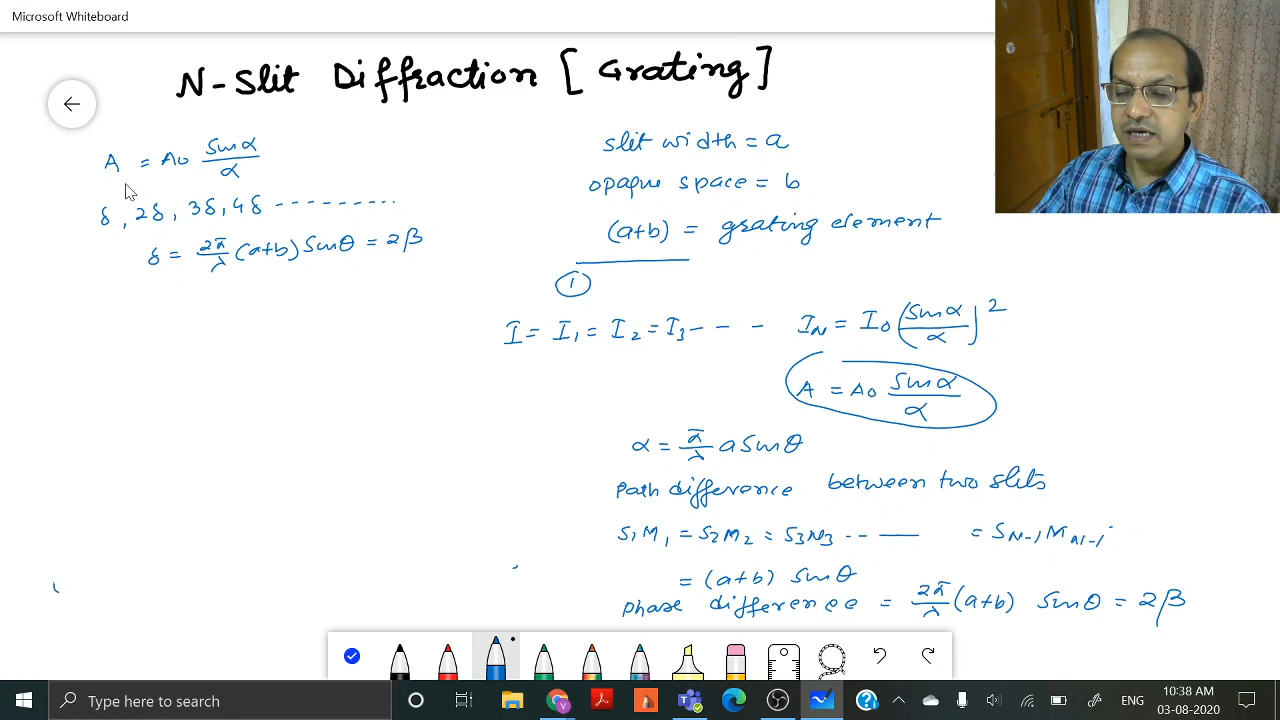 Microsoft Whiteboard
N-Slit Diffraction [Grating]
A = A0 Sinα/α
δ, 2δ, 3δ, 4δ ----------
δ = 2π/λ (a+b) Sinθ = 2β
slit width = a
opaque space = b
(a+b) = grating element
1
I = I1 = I2 = I3 - - - IN = I0 (Sinα/α)2
A = A0 Sinα/α
α = π/λ a Sinθ
Path difference between two slits
S1M1 = S2M2 = S3M3 -- — = SN-1MN-1
= (a+b) Sinθ
phase difference = 2π/λ (a+b) Sinθ = 2β
Type here to search
ENG
10:38 AM
03-08-2020